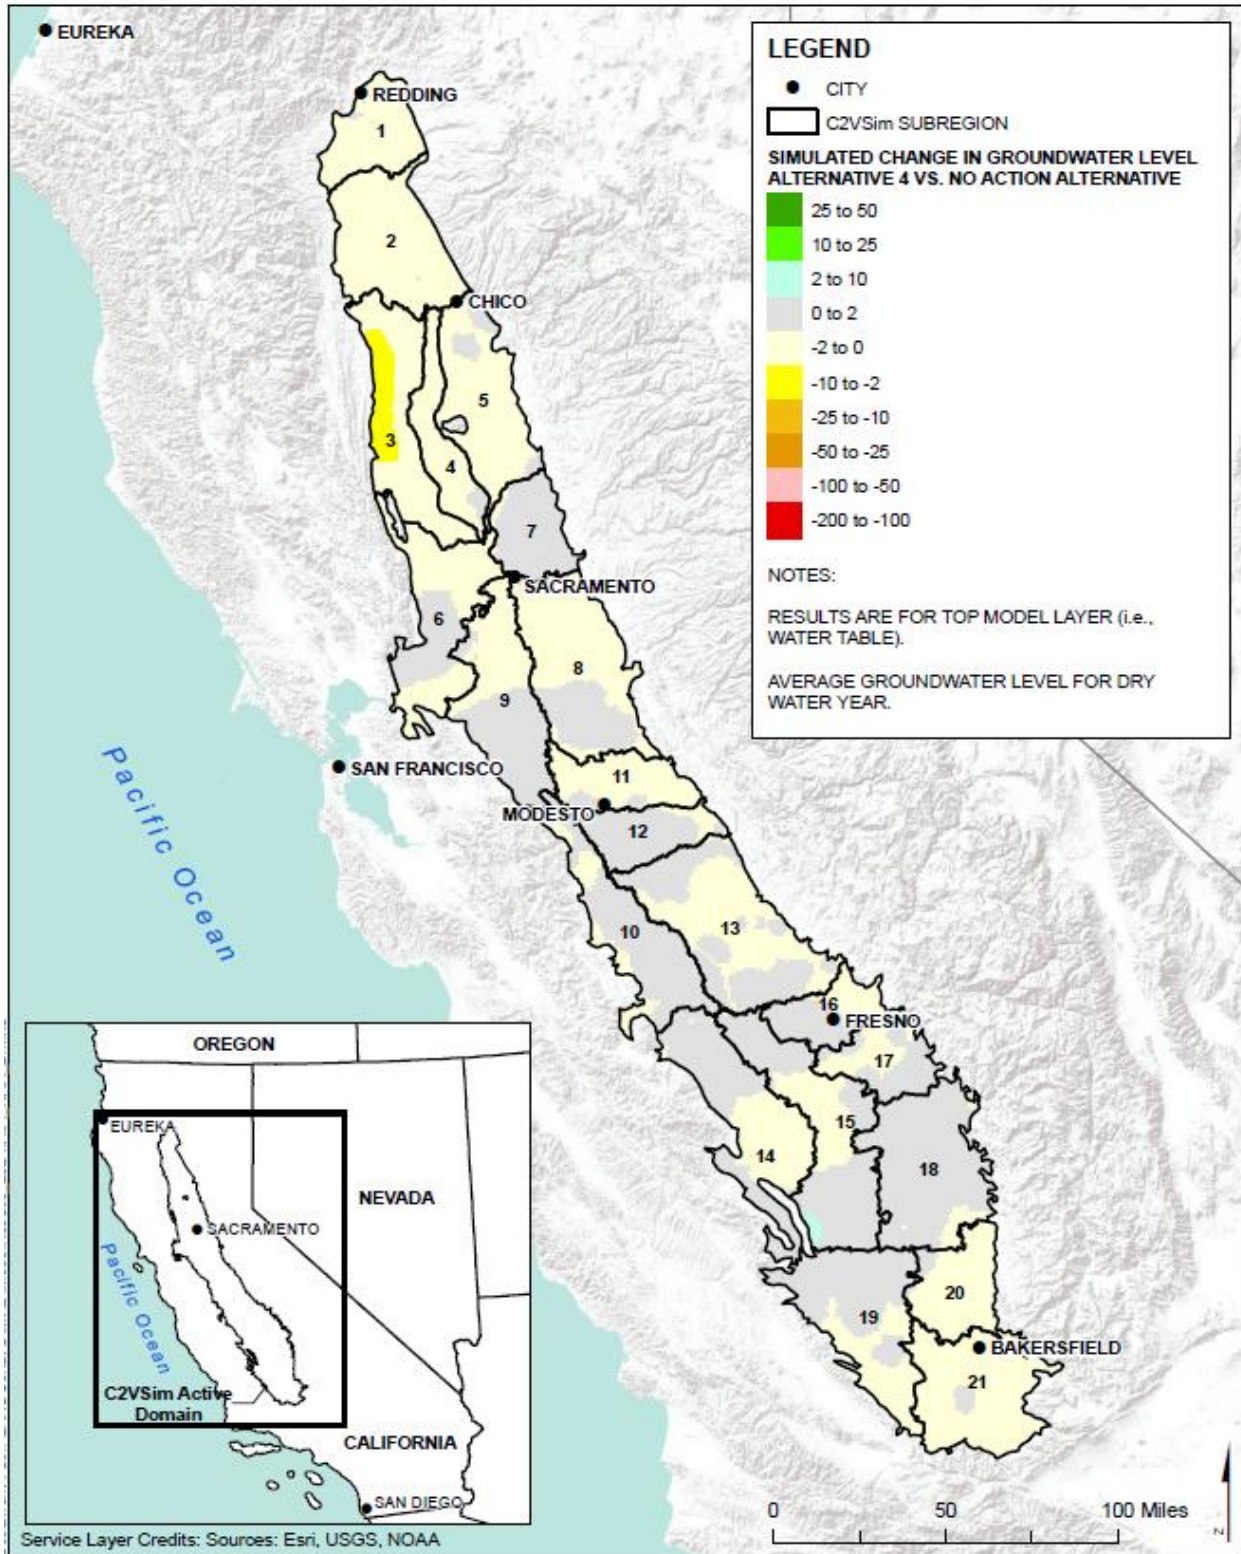 EUREKA
REDDING
1
2
CHICO
3
5
4
7
SACRAMENTO
6
8
9
SAN FRANCISCO
11
MODESTO
12
10
13
16
FRESNO
17
15
14
18
20
19
BAKERSFIELD
21
Pacific Ocean
LEGEND
CITY
C2VSim SUBREGION
SIMULATED CHANGE IN GROUNDWATER LEVEL
ALTERNATIVE 4 VS. NO ACTION ALTERNATIVE
25 to 50
10 to 25
2 to 10
0 to 2
-2 to 0
-10 to -2
-25 to -10
-50 to -25
-100 to -50
-200 to -100
NOTES:
RESULTS ARE FOR TOP MODEL LAYER (i.e.,
WATER TABLE).
AVERAGE GROUNDWATER LEVEL FOR DRY
WATER YEAR.
OREGON
EUREKA
NEVADA
SACRAMENTO
Pacific Ocean
C2VSim Active
Domain
CALIFORNIA
SAN DIEGO
0 50 100 Miles
Z
Service Layer Credits: Sources: Esri, USGS, NOAA